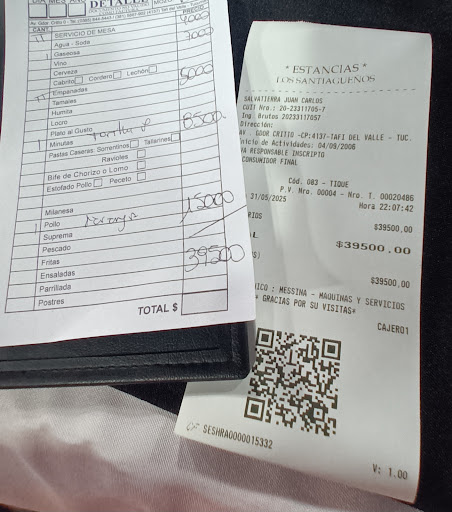 DETALLE
CANT.
PRECIO
SERVICIO DE MESA 4000
Agua - Soda
Gaseosa
Vino
Cerveza
Cabrito Cordero Lechón
Empanadas 5000
Tamales
Humita
Locro
Plato al Gusto
Minutas 8500
Pastas Caseras Sorrentinos Tallarines
Ravioles
Bife de Chorizo o Lomo
Estofado Pollo Peceto
Milanesa
Pollo 15000
Suprema
Pescado
Fritas 39500
Ensaladas
Parrillada
Postres
TOTAL $
* ESTANCIAS *
LOS SANTIAGUEÑOS
SALVATIERRA JUAN CARLOS
CUIT Nro.: 20-23311705-7
Ing. Brutos 20233117057
Dirección:
AV. GDOR CRITTO -CP:4137-TAFI DEL VALLE - TUC.
Inicio de Actividades: 04/09/2006
IVA RESPONSABLE INSCRIPTO
CONSUMIDOR FINAL
Cód. 083 - TIQUE
P.V. Nro. 00004 - Nro. T. 00020486
31/05/2025 Hora 22:07:42
$39500.00
$39500.00
$39500.00
: MESSINA - MAQUINAS Y SERVICIOS
* GRACIAS POR SU VISITAS*
CAJERO1
CF SESHRA0000015332
V: 1.00